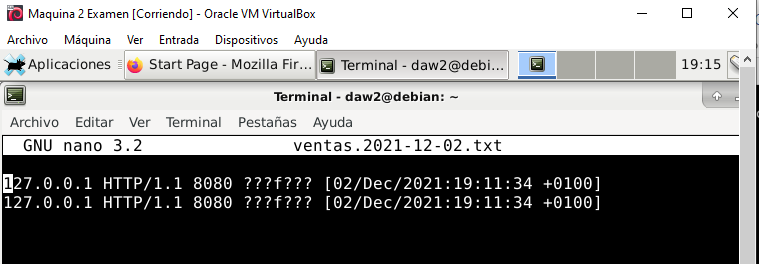 Maquina 2 Examen [Corriendo] - Oracle VM VirtualBox
Archivo Máquina Ver Entrada Dispositivos Ayuda
Aplicaciones Start Page - Mozilla Fir... Terminal - daw2@debi... 19:15
Terminal - daw2@debian: ~
Archivo Editar Ver Terminal Pestañas Ayuda
GNU nano 3.2 ventas.2021-12-02.txt
127.0.0.1 HTTP/1.1 8080 ???f??? [02/Dec/2021:19:11:34 +0100]
127.0.0.1 HTTP/1.1 8080 ???f??? [02/Dec/2021:19:11:34 +0100]